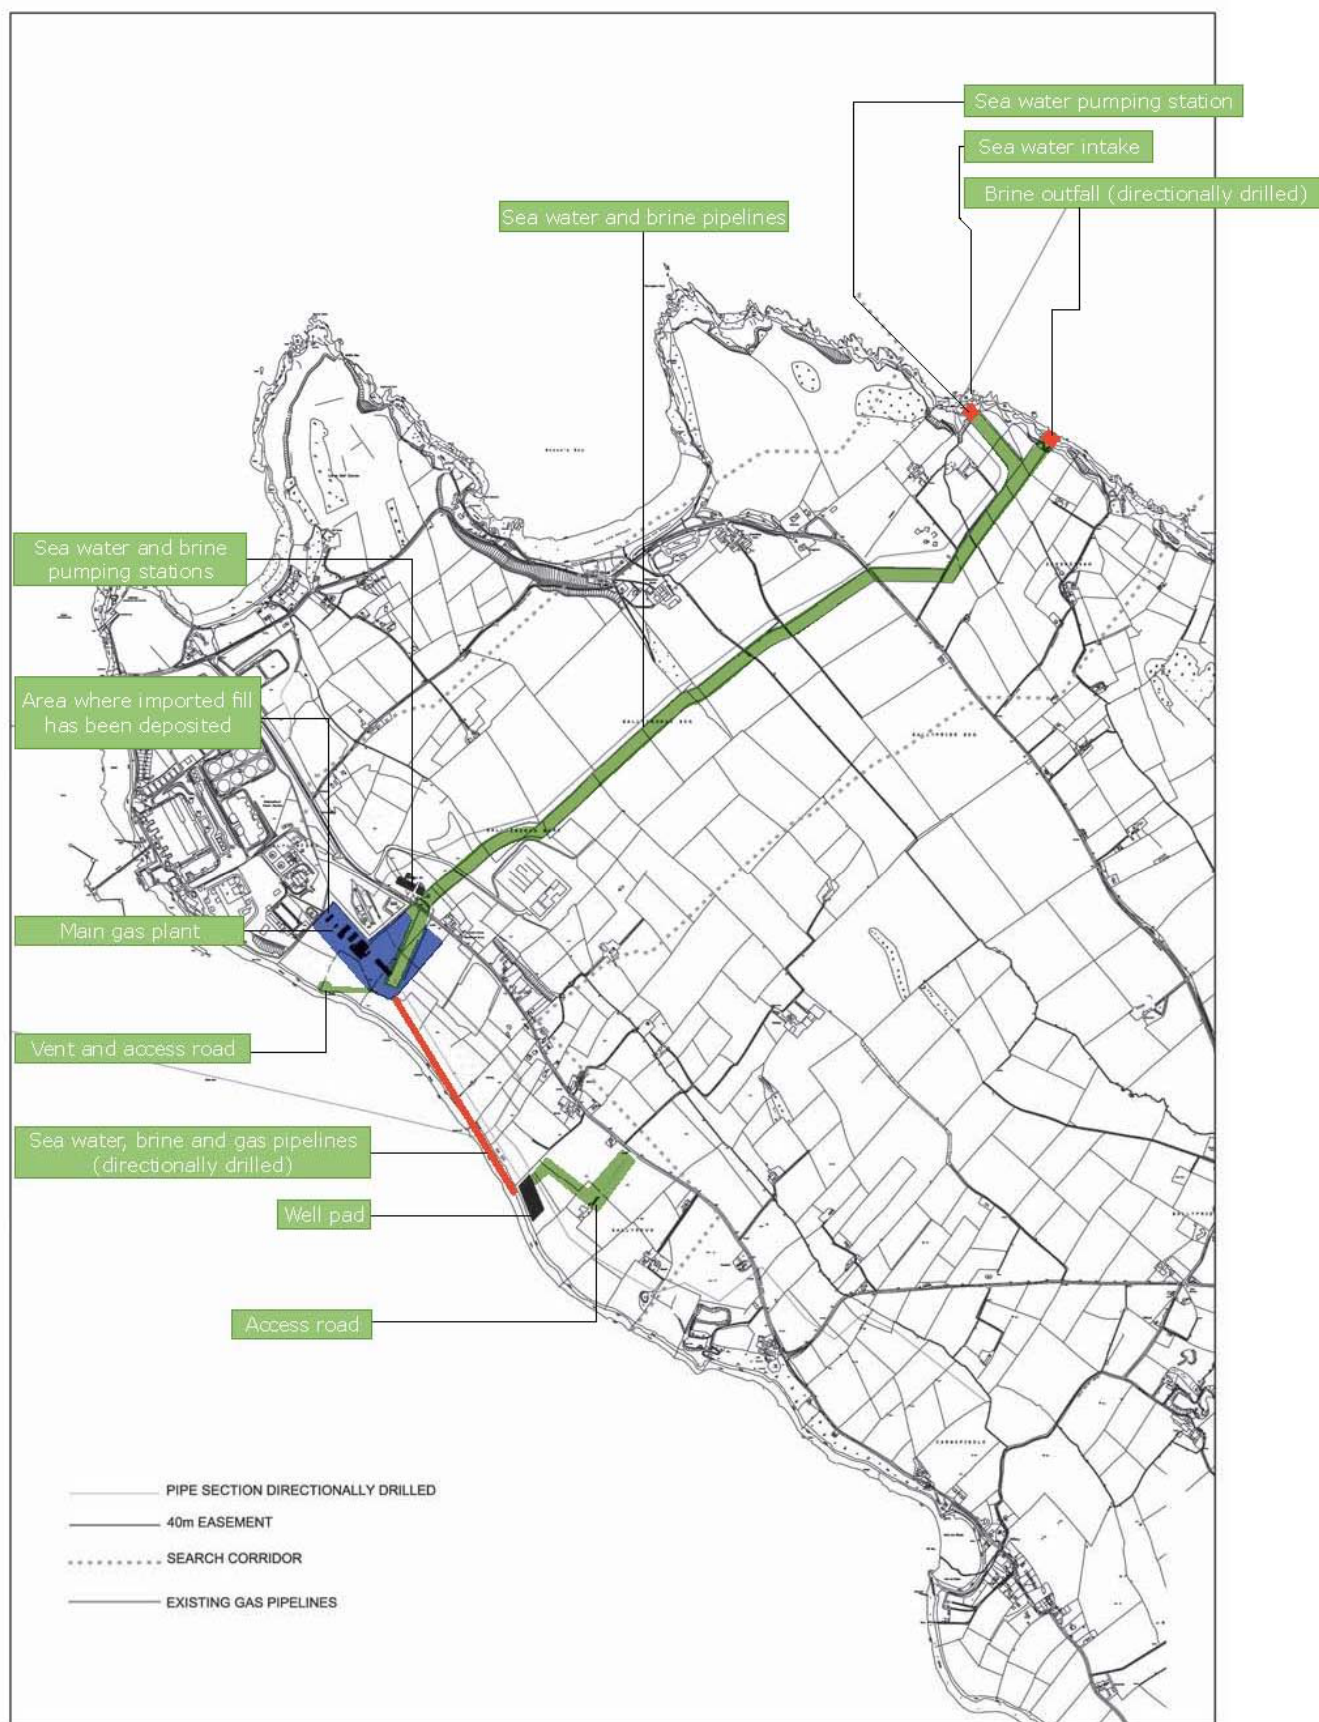 Sea water pumping station
Sea water intake
Brine outfall (directionally drilled)
Sea water and brine pipelines
Sea water and brine
pumping stations
Area where imported fill
has been deposited
Main gas plant
Vent and access road
Sea water, brine and gas pipelines
(directionally drilled)
Well pad
Access road
PIPE SECTION DIRECTIONALLY DRILLED
40m EASEMENT
SEARCH CORRIDOR
EXISTING GAS PIPELINES